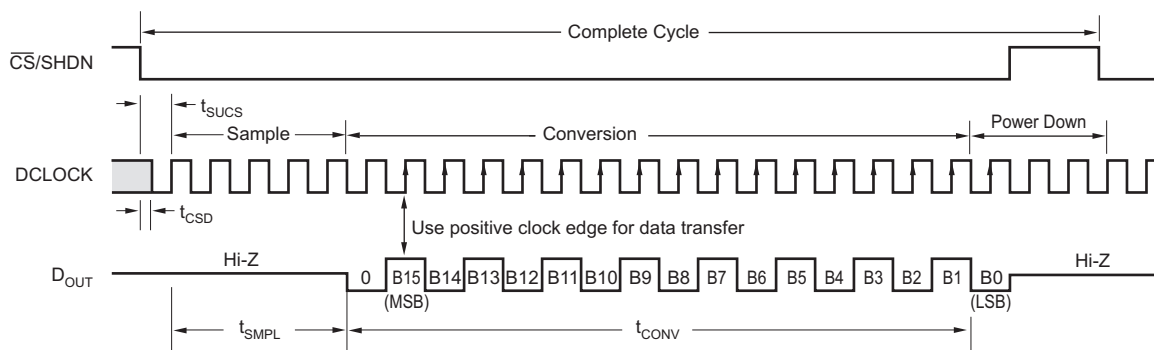 Complete Cycle
CS/SHDN
tSUCS
Sample
Conversion
Power Down
DCLOCK
tCSD
Use positive clock edge for data transfer
Hi-Z
Hi-Z
DOUT
0 B15 B14 B13 B12 B11 B10 B9 B8 B7 B6 B5 B4 B3 B2 B1 B0
(MSB) (LSB)
tSMPL
tCONV